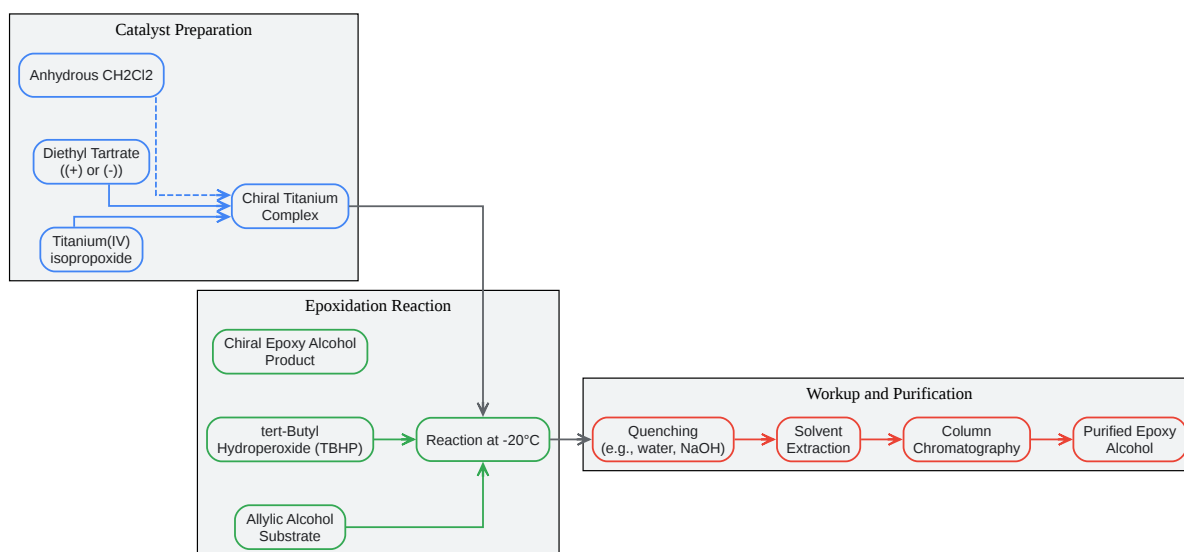 Catalyst Preparation
Anhydrous CH2Cl2
Diethyl Tartrate
((+) or (-))
Chiral Titanium
Complex
Titanium(IV)
isopropoxide
Epoxidation Reaction
Chiral Epoxy Alcohol
Product
tert-Butyl
Hydroperoxide (TBHP)
Reaction at -20°C
Allylic Alcohol
Substrate
Workup and Purification
Quenching
(e.g., water, NaOH)
Solvent
Extraction
Column
Chromatography
Purified Epoxy
Alcohol